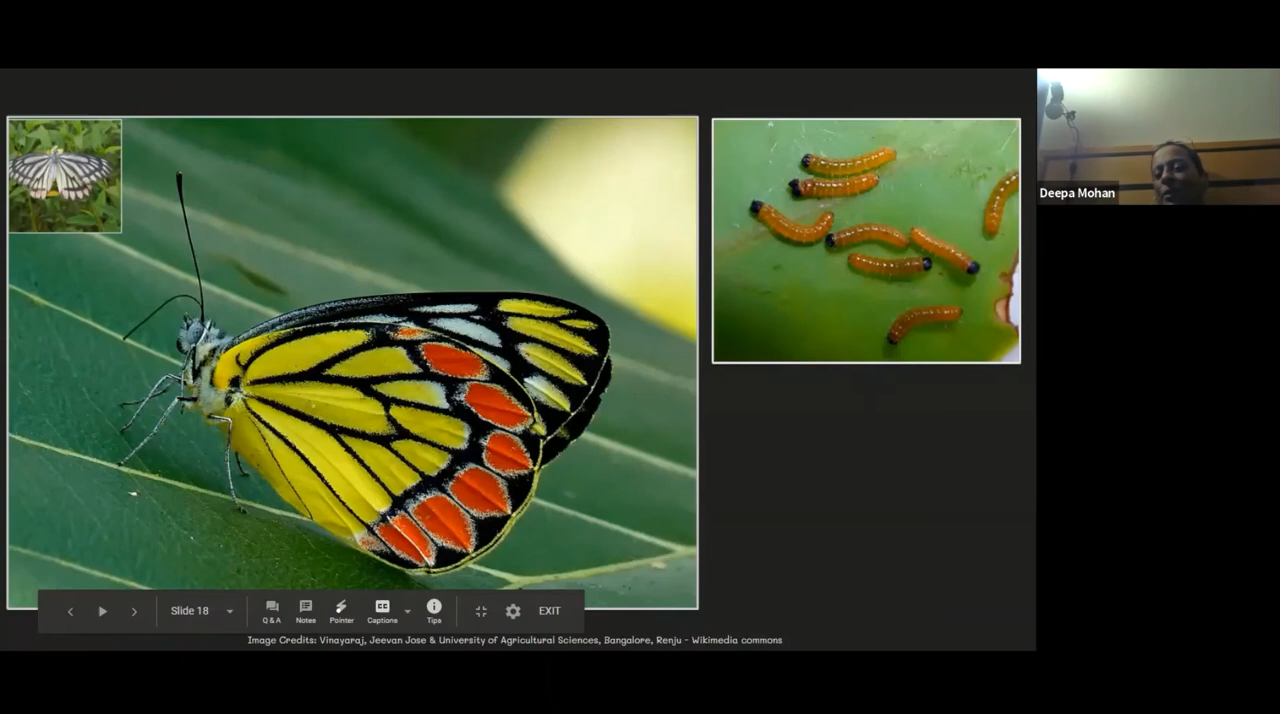 Deepa Mohan
Slide 18
Q & A
Notes
Pointer
CC
Captions
Tips
EXIT
Image Credits: Vinayaraj, Jeevan Jose & University of Agricultural Sciences, Bangalore, Renju - Wikimedia commons